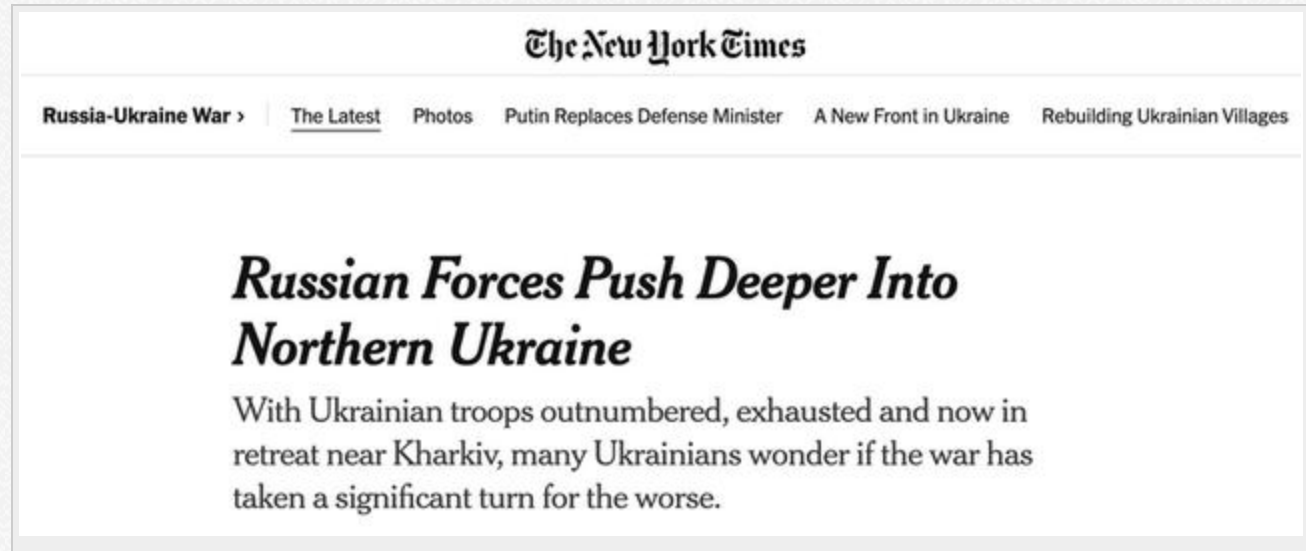 The New York Times
Russia-Ukraine War › The Latest Photos Putin Replaces Defense Minister A New Front in Ukraine Rebuilding Ukrainian Villages
Russian Forces Push Deeper Into
Northern Ukraine
With Ukrainian troops outnumbered, exhausted and now in
retreat near Kharkiv, many Ukrainians wonder if the war has
taken a significant turn for the worse.